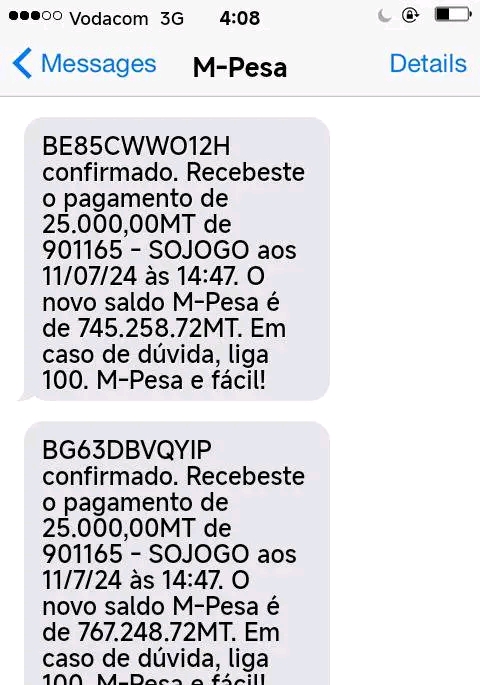 Vodacom 3G 4:08
Messages M-Pesa Details
BE85CWWO12H
confirmado. Recebeste
o pagamento de
25.000,00MT de
901165 - SOJOGO aos
11/07/24 às 14:47. O
novo saldo M-Pesa é
de 745.258.72MT. Em
caso de dúvida, liga
100. M-Pesa e fácil!
BG63DBVQYIP
confirmado. Recebeste
o pagamento de
25.000,00MT de
901165 - SOJOGO aos
11/7/24 às 14:47. O
novo saldo M-Pesa é
de 767.248.72MT. Em
caso de dúvida, liga
100. M-Pesa e fácil!